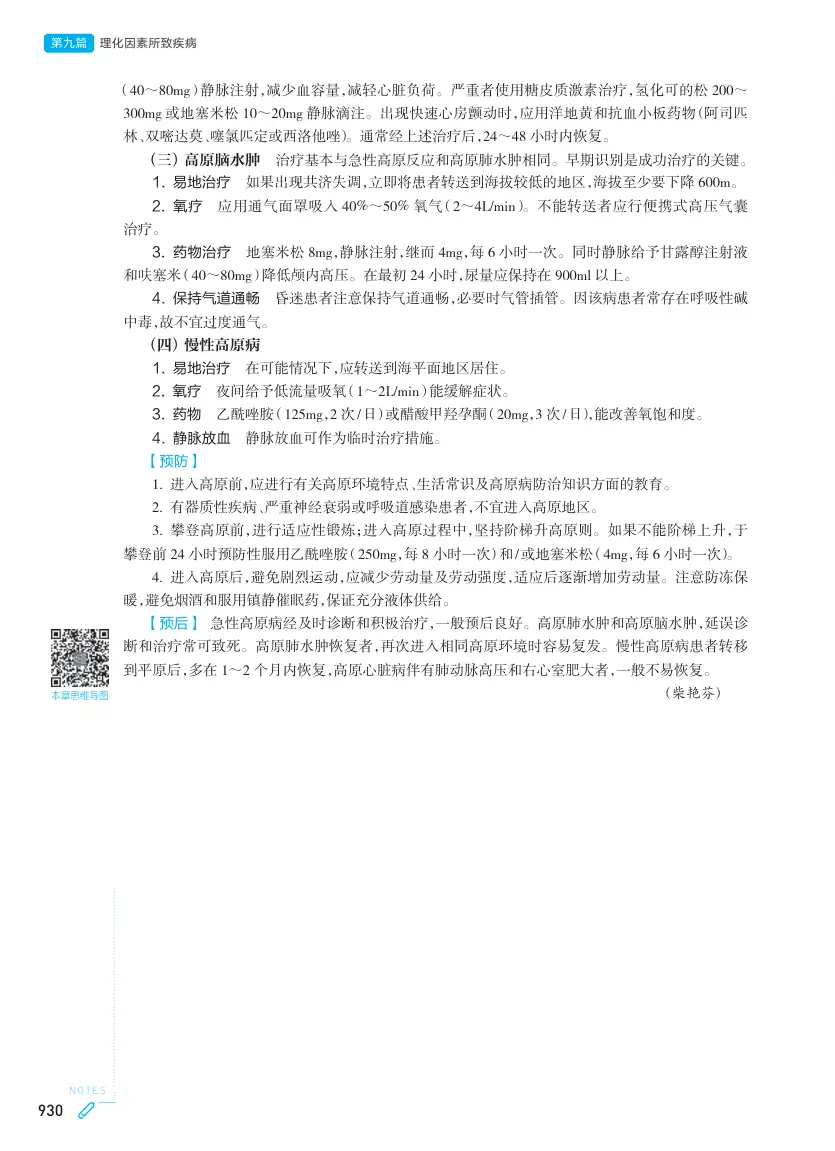 第九篇 理化因素所致疾病
（40～80mg）静脉注射，减少血容量，减轻心脏负荷。严重者使用糖皮质激素治疗，氢化可的松 200～
300mg 或地塞米松 10～20mg 静脉滴注。出现快速心房颤动时，应用洋地黄和抗血小板药物（阿司匹
林、双嘧达莫、噻氯匹定或西洛他唑）。通常经上述治疗后，24～48 小时内恢复。
（三）高原脑水肿 治疗基本与急性高原反应和高原肺水肿相同。早期识别是成功治疗的关键。
1. 易地治疗 如果出现共济失调，立即将患者转送到海拔较低的地区，海拔至少要下降 600m。
2. 氧疗 应用通气面罩吸入 40%～50% 氧气（2～4L/min）。不能转送者应行便携式高压气囊
治疗。
3. 药物治疗 地塞米松 8mg，静脉注射，继而 4mg，每 6 小时一次。同时静脉给予甘露醇注射液
和呋塞米（40～80mg）降低颅内高压。在最初 24 小时，尿量应保持在 900ml 以上。
4. 保持气道通畅 昏迷患者注意保持气道通畅，必要时气管插管。因该病患者常存在呼吸性碱
中毒，故不宜过度通气。
（四）慢性高原病
1. 易地治疗 在可能情况下，应转送到海平面地区居住。
2. 氧疗 夜间给予低流量吸氧（1～2L/min）能缓解症状。
3. 药物 乙酰唑胺（125mg，2 次/日）或醋酸甲羟孕酮（20mg，3 次/日），能改善氧饱和度。
4. 静脉放血 静脉放血可作为临时治疗措施。
【预防】
1. 进入高原前，应进行有关高原环境特点、生活常识及高原病防治知识方面的教育。
2. 有器质性疾病、严重神经衰弱或呼吸道感染患者，不宜进入高原地区。
3. 攀登高原前，进行适应性锻炼；进入高原过程中，坚持阶梯升高原则。如果不能阶梯上升，于
攀登前 24 小时预防性服用乙酰唑胺（250mg，每 8 小时一次）和/或地塞米松（4mg，每 6 小时一次）。
4. 进入高原后，避免剧烈运动，应减少劳动量及劳动强度，适应后逐渐增加劳动量。注意防冻保
暖，避免烟酒和服用镇静催眠药，保证充分液体供给。
【预后】 急性高原病经及时诊断和积极治疗，一般预后良好。高原肺水肿和高原脑水肿，延误诊
断和治疗常可致死。高原肺水肿恢复者，再次进入相同高原环境时容易复发。慢性高原病患者转移
到平原后，多在 1～2 个月内恢复，高原心脏病伴有肺动脉高压和右心室肥大者，一般不易恢复。
（柴艳芬）
本章思维导图
NOTES
930